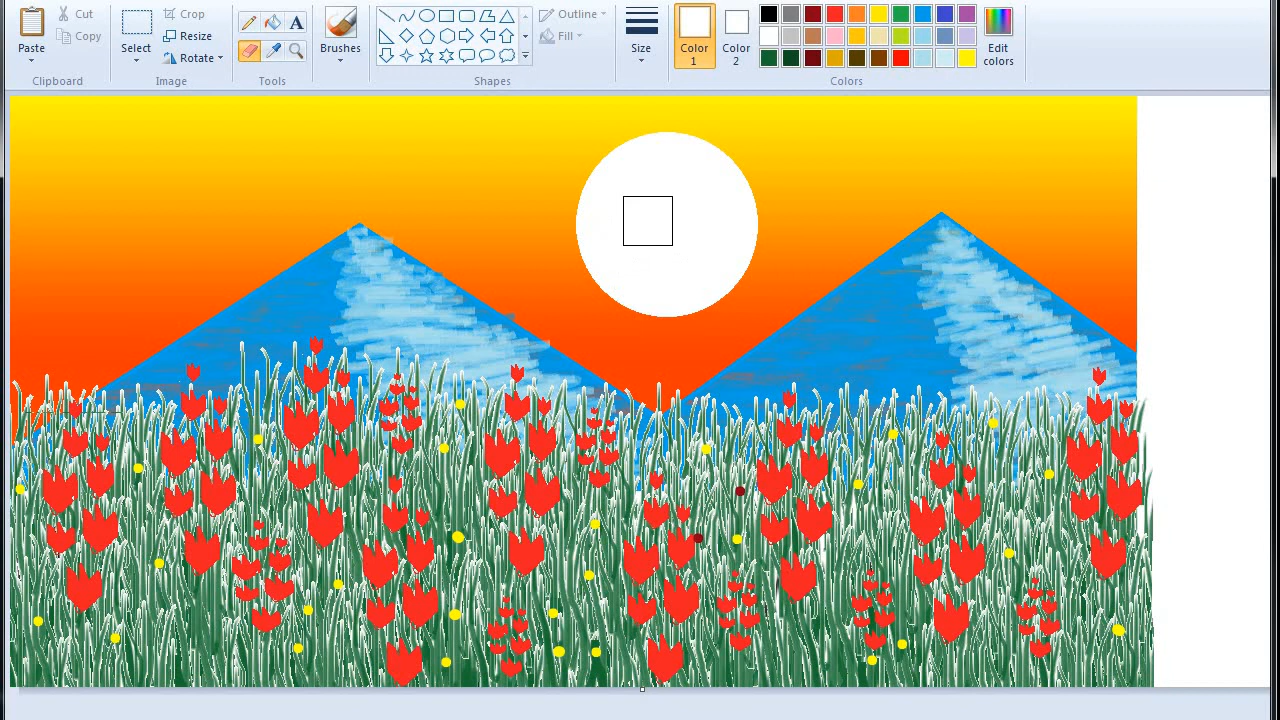 Paste
Cut
Copy
Clipboard
Select
Crop
Resize
Rotate
Image
A
Tools
Brushes
Outline
Fill
Shapes
Size
Color
1
Color
2
Edit
colors
Colors